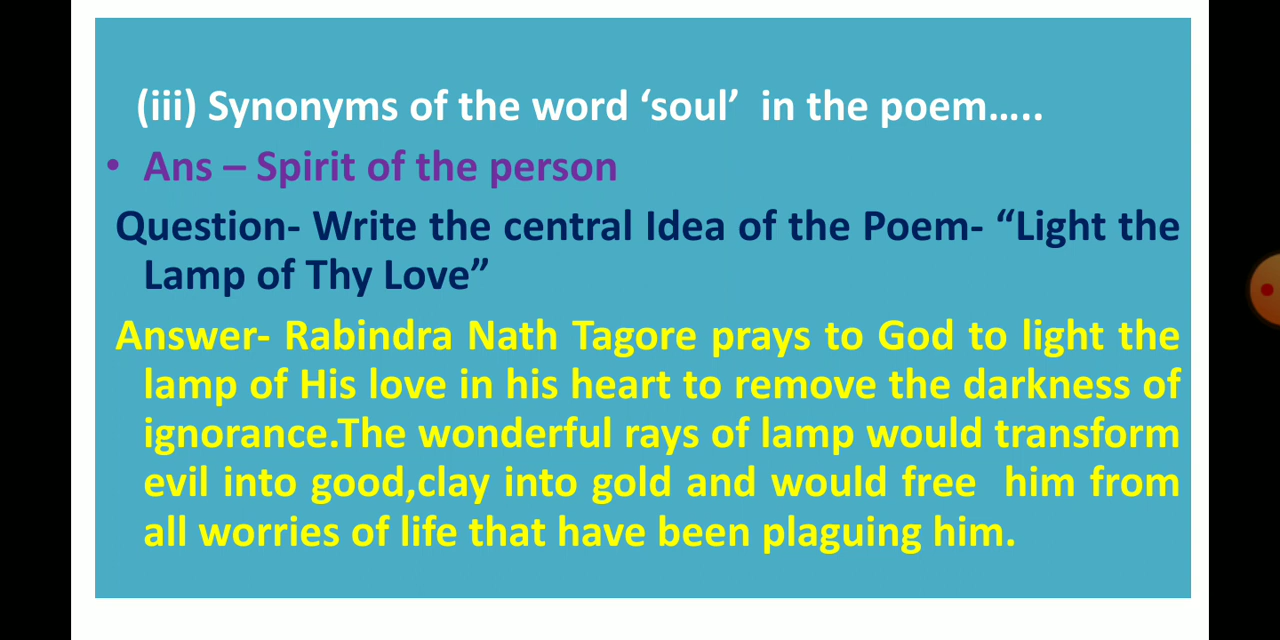 (iii) Synonyms of the word ‘soul’  in the poem…..
• Ans – Spirit of the person
Question- Write the central Idea of the Poem- “Light the
Lamp of Thy Love”
Answer- Rabindra Nath Tagore prays to God to light the
lamp of His love in his heart to remove the darkness of
ignorance.The wonderful rays of lamp would transform
evil into good,clay into gold and would free  him from
all worries of life that have been plaguing him.